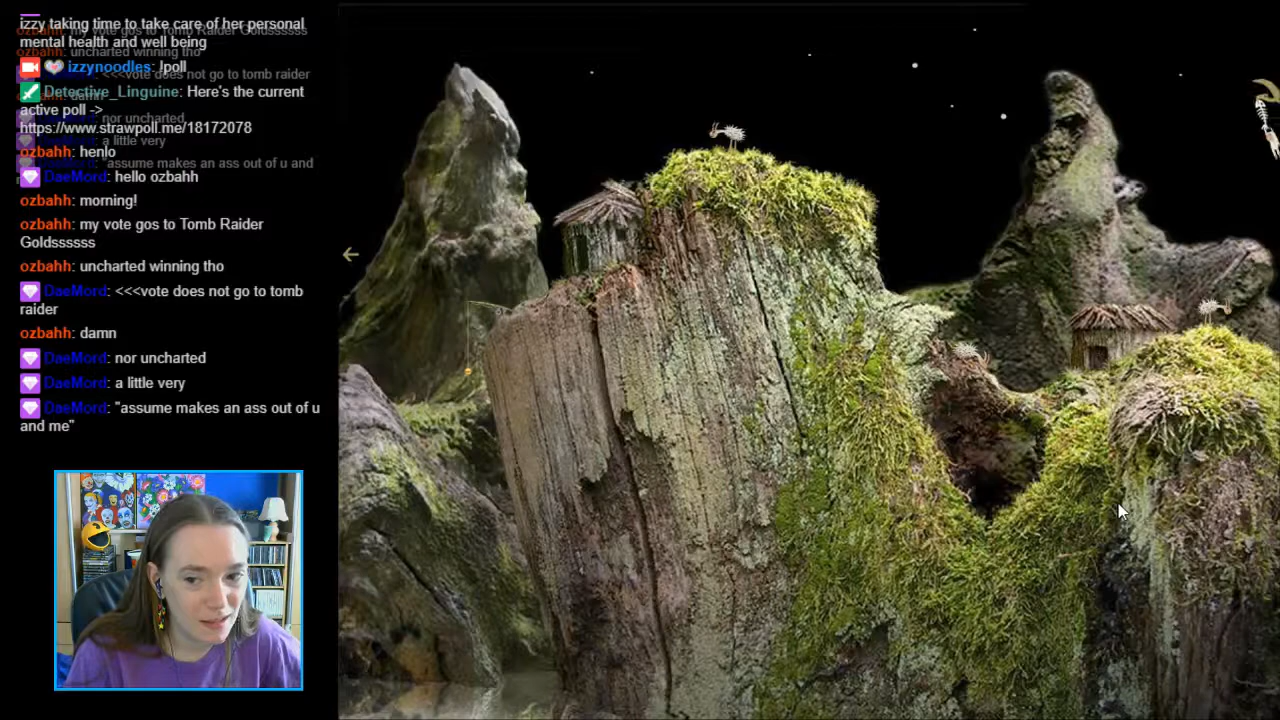 izzy taking time to take care of her personal
mental health and well being
izzynoodles: !poll
Detective_Linguine: Here's the current
active poll ->
https://www.strawpoll.me/18172078
ozbahh: henlo
DaeMord: hello ozbahh
ozbahh: morning!
ozbahh: my vote gos to Tomb Raider
Goldssssss
ozbahh: uncharted winning tho
DaeMord: <<<vote does not go to tomb
raider
ozbahh: damn
DaeMord: nor uncharted
DaeMord: a little very
DaeMord: "assume makes an ass out of u
and me"